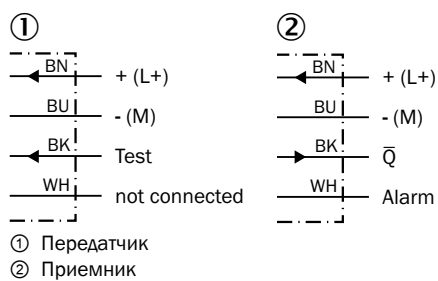 ①
BN + (L+)
BU - (M)
BK Test
WH not connected
②
BN + (L+)
BU - (M)
BK Q̅
WH Alarm
① Передатчик
② Приемник